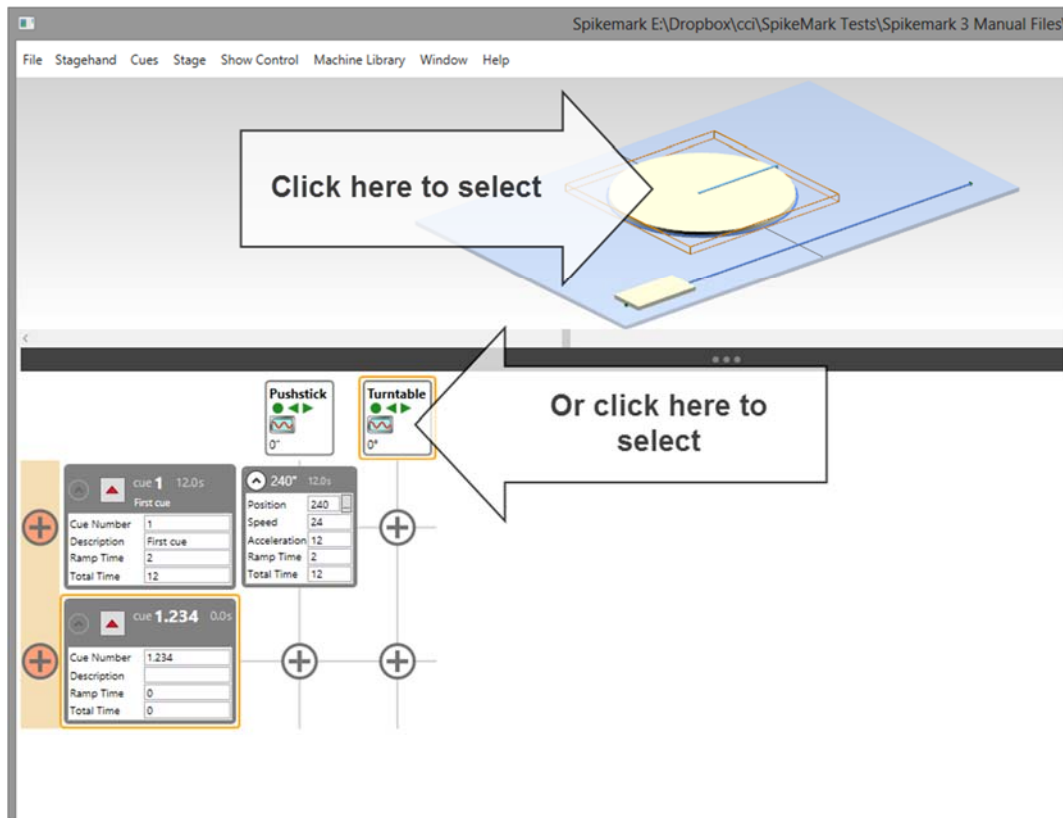 Spikemark E:\Dropbox\cci\SpikeMark Tests\Spikemark 3 Manual Files\
File Stagehand Cues Stage Show Control Machine Library Window Help
Click here to select
Pushstick
0"
Turntable
0°
Or click here to
select
cue 1 12.0s
First cue
Cue Number 1
Description First cue
Ramp Time 2
Total Time 12
240" 12.0s
Position 240
Speed 24
Acceleration 12
Ramp Time 2
Total Time 12
cue 1.234 0.0s
Cue Number 1.234
Description
Ramp Time 0
Total Time 0